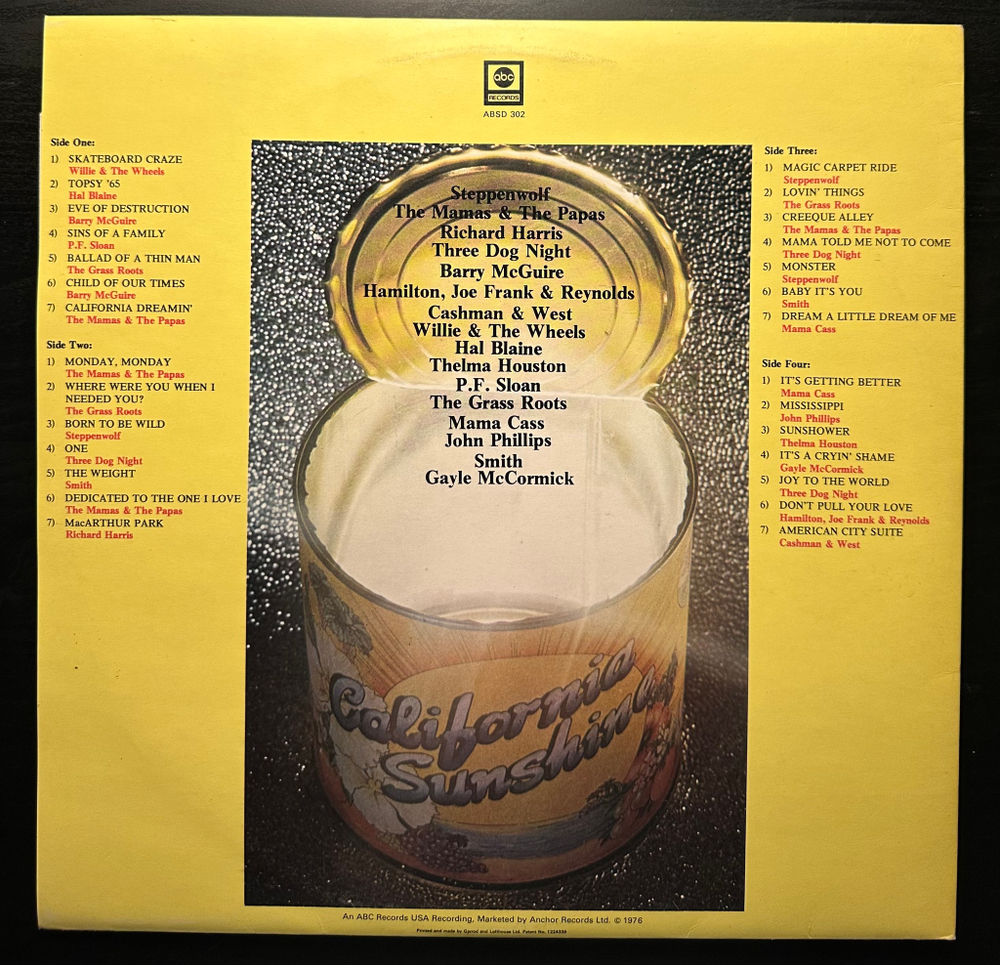 abc
RECORDS
ABSD 302
Side One:
1) SKATEBOARD CRAZE
Willie & The Wheels
2) TOPSY '65
Hal Blaine
3) EVE OF DESTRUCTION
Barry McGuire
4) SINS OF A FAMILY
P.F. Sloan
5) BALLAD OF A THIN MAN
The Grass Roots
6) CHILD OF OUR TIMES
Barry McGuire
7) CALIFORNIA DREAMIN'
The Mamas & The Papas
Side Two:
1) MONDAY, MONDAY
The Mamas & The Papas
2) WHERE WERE YOU WHEN I
NEEDED YOU?
The Grass Roots
3) BORN TO BE WILD
Steppenwolf
4) ONE
Three Dog Night
5) THE WEIGHT
Smith
6) DEDICATED TO THE ONE I LOVE
The Mamas & The Papas
7) MacARTHUR PARK
Richard Harris
Steppenwolf
The Mamas & The Papas
Richard Harris
Three Dog Night
Barry McGuire
Hamilton, Joe Frank & Reynolds
Cashman & West
Willie & The Wheels
Hal Blaine
Thelma Houston
P.F. Sloan
The Grass Roots
Mama Cass
John Phillips
Smith
Gayle McCormick
California
Sunshine
Side Three:
1) MAGIC CARPET RIDE
Steppenwolf
2) LOVIN' THINGS
The Grass Roots
3) CREEQUE ALLEY
The Mamas & The Papas
4) MAMA TOLD ME NOT TO COME
Three Dog Night
5) MONSTER
Steppenwolf
6) BABY IT'S YOU
Smith
7) DREAM A LITTLE DREAM OF ME
Mama Cass
Side Four:
1) IT'S GETTING BETTER
Mama Cass
2) MISSISSIPPI
John Phillips
3) SUNSHOWER
Thelma Houston
4) IT'S A CRYIN' SHAME
Gayle McCormick
5) JOY TO THE WORLD
Three Dog Night
6) DON'T PULL YOUR LOVE
Hamilton, Joe Frank & Reynolds
7) AMERICAN CITY SUITE
Cashman & West
An ABC Records USA Recording, Marketed by Anchor Records Ltd. © 1976
Printed and made by Garrod and Lofthouse Ltd. Patent No.